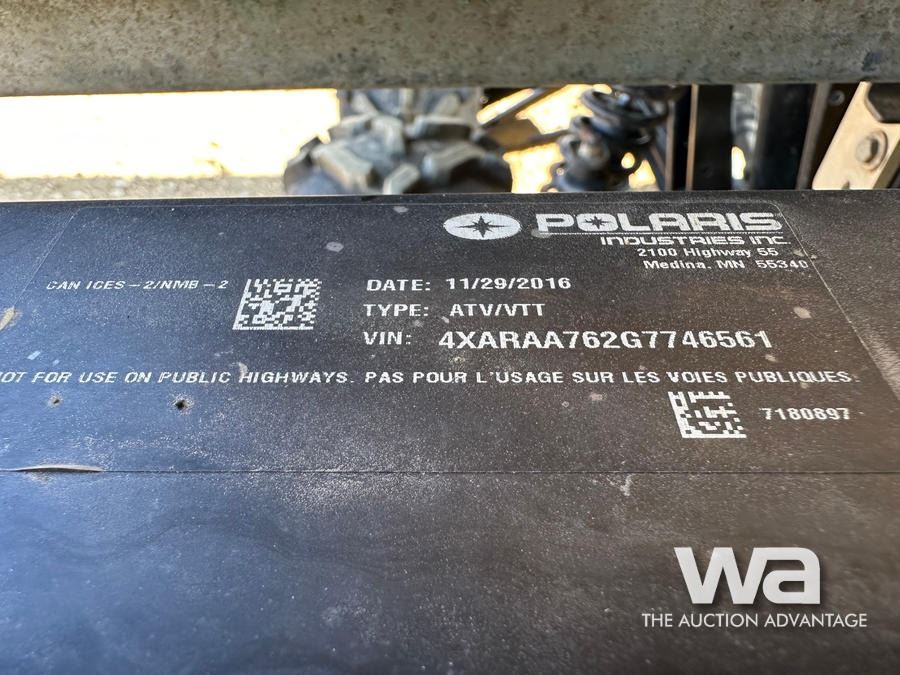 POLARIS
INDUSTRIES INC.
2100 Highway 55
Medina, MN 55340
CAN ICES-2/NMB-2
DATE: 11/29/2016
TYPE: ATV/VTT
VIN: 4XARAA762G7746561
NOT FOR USE ON PUBLIC HIGHWAYS. PAS POUR L'USAGE SUR LES VOIES PUBLIQUES.
7180897
wa
THE AUCTION ADVANTAGE